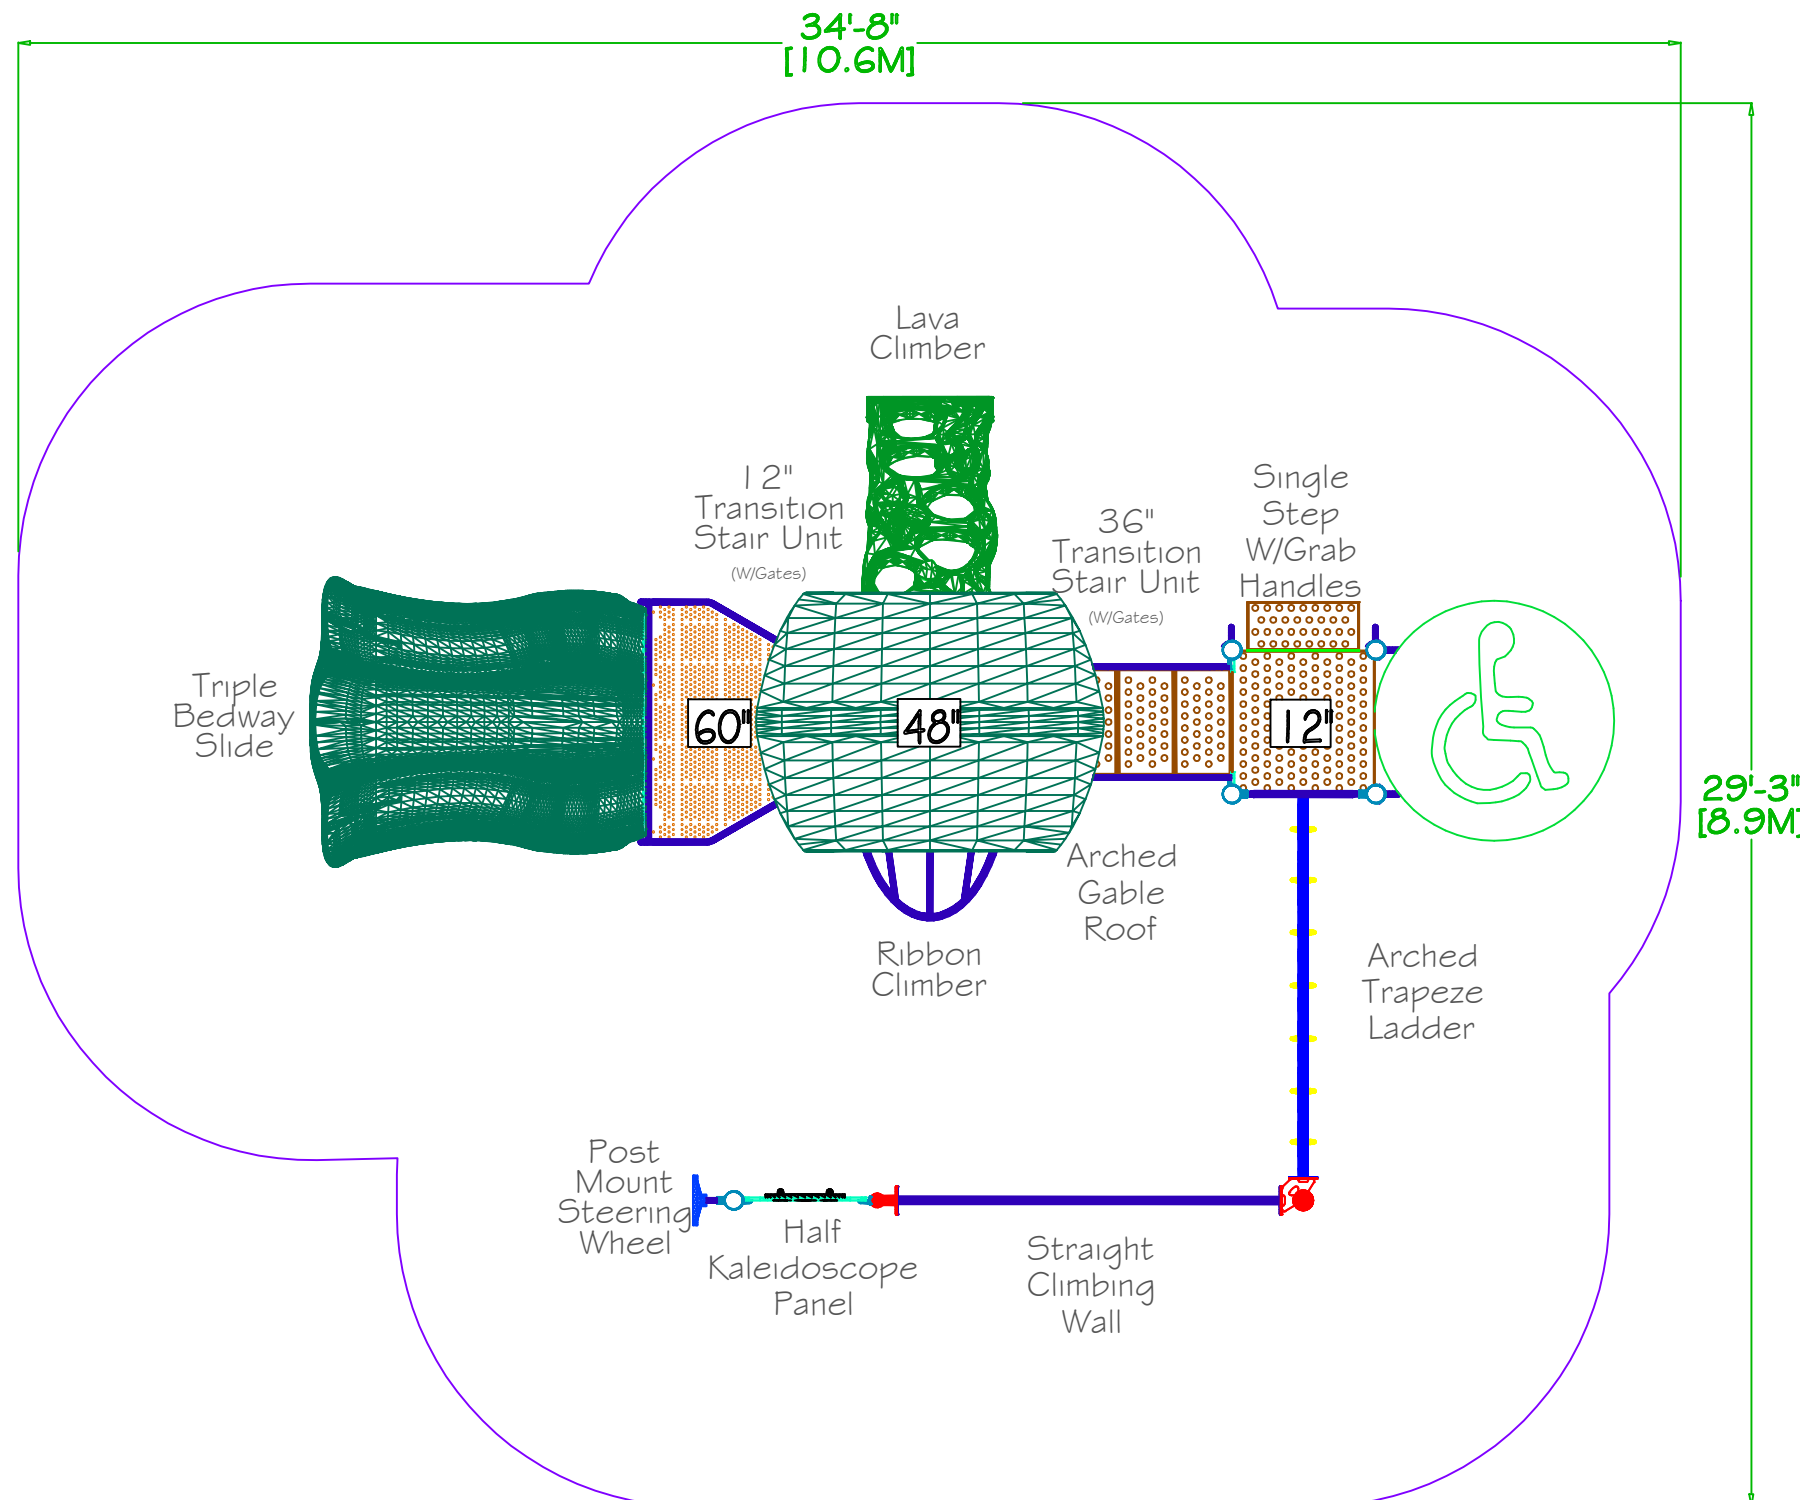 34'-8"
[10.6M]
Lava
Climber
12"
Transition
Stair Unit
(W/Gates)
36"
Transition
Stair Unit
(W/Gates)
Single
Step
W/Grab
Handles
Triple
Bedway
Slide
60"
48"
12"
29'-3"
[8.9M]
Arched
Gable
Roof
Ribbon
Climber
Arched
Trapeze
Ladder
Post
Mount
Steering
Wheel
Half
Kaleidoscope
Panel
Straight
Climbing
Wall